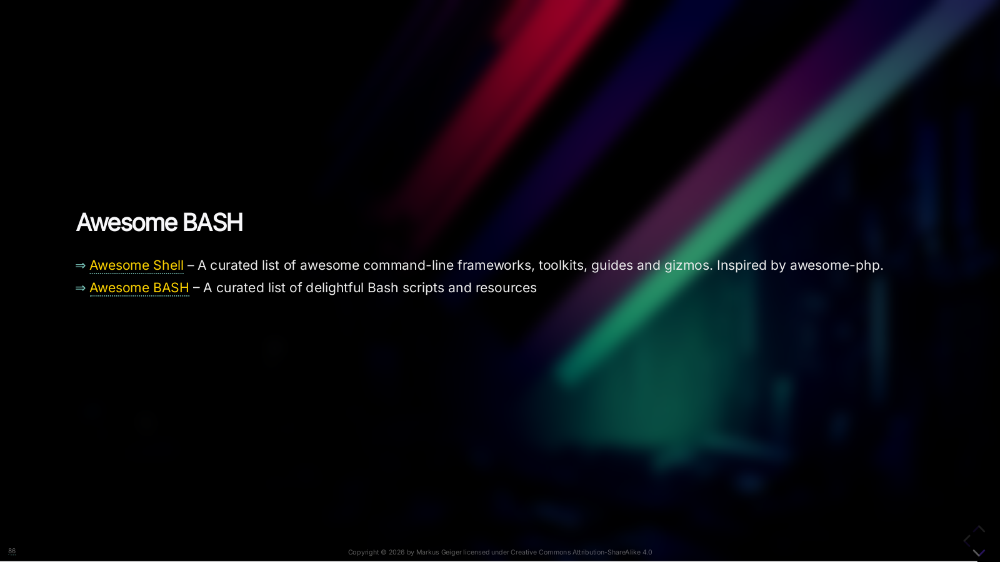 Awesome BASH
⇒ Awesome Shell – A curated list of awesome command-line frameworks, toolkits, guides and gizmos. Inspired by awesome-php.
⇒ Awesome BASH – A curated list of delightful Bash scripts and resources
86
Copyright © 2026 by Markus Geiger licensed under Creative Commons Attribution-ShareAlike 4.0